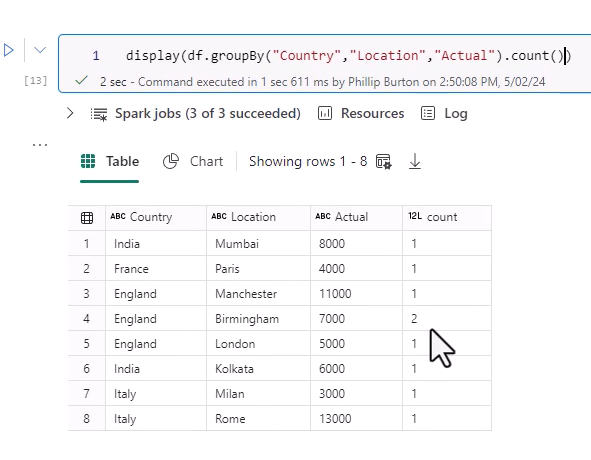 1 display(df.groupBy("Country","Location","Actual").count())
[13] 2 sec - Command executed in 1 sec 611 ms by Phillip Burton on 2:50:08 PM, 5/02/24
Spark jobs (3 of 3 succeeded) Resources Log
Table Chart Showing rows 1 - 8
ABC Country ABC Location ABC Actual 12L count
1 India Mumbai 8000 1
2 France Paris 4000 1
3 England Manchester 11000 1
4 England Birmingham 7000 2
5 England London 5000 1
6 India Kolkata 6000 1
7 Italy Milan 3000 1
8 Italy Rome 13000 1